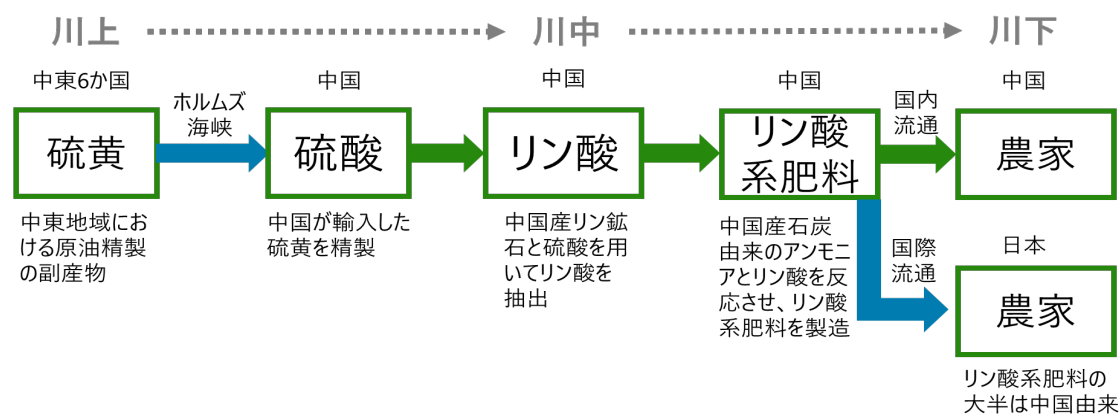 川上
川中
川下
中東6か国
ホルムズ
海峡
中国
中国
中国
国内
流通
中国
硫黄
硫酸
リン酸
リン酸
系肥料
農家
中東地域にお
ける原油精製
の副産物
中国が輸入した
硫黄を精製
中国産リン鉱
石と硫酸を用
いてリン酸を
抽出
中国産石炭
由来のアンモニ
アとリン酸を反
応させ、リン酸
系肥料を製造
国際
流通
日本
農家
リン酸系肥料の
大半は中国由来